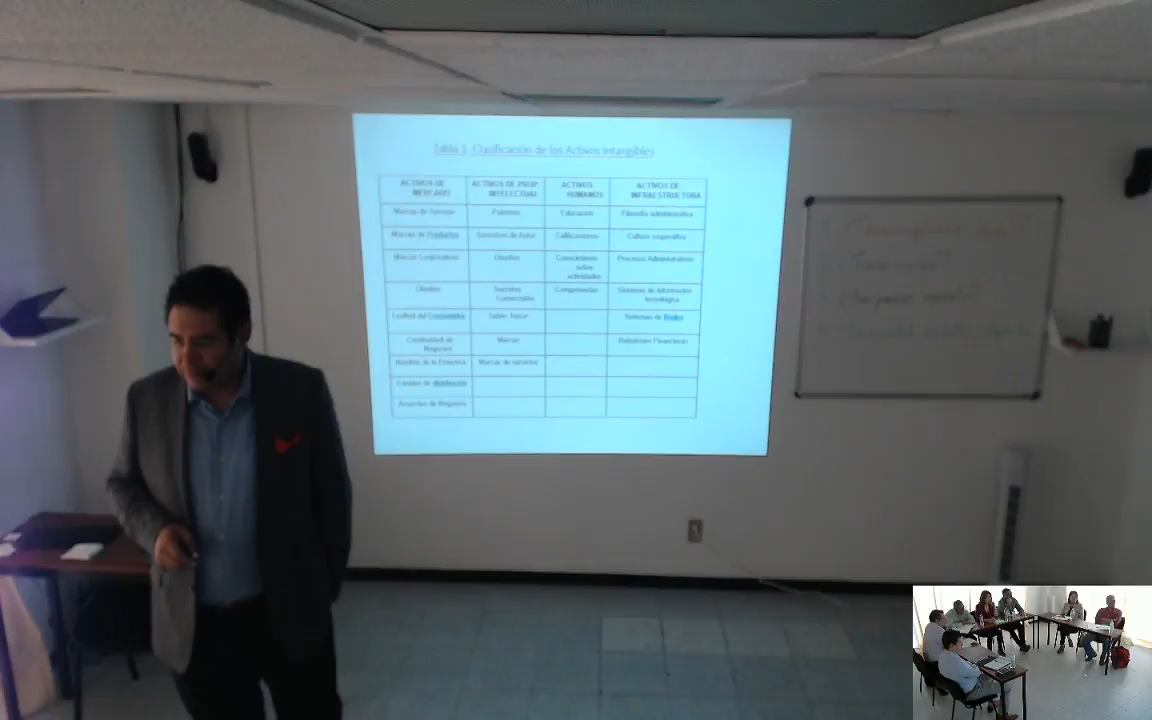 Tabla 1. Clasificación de los Activos Intangibles
ACTIVOS DE MERCADO
ACTIVOS DE PROP INTELECTUAL
ACTIVOS HUMANOS
ACTIVOS DE INFRAESTRUCTURA
Marcas de Servicio
Patentes
Educación
Filosofía administrativa
Marcas de Productos
Derechos de Autor
Calificaciones
Cultura corporativa
Marcas Corporativas
Diseños
Conocimiento sobre actividades
Procesos Administrativos
Clientes
Secretos Comerciales
Competencias
Sistemas de información tecnológica
Lealtad del Consumidor
Saber- hacer
Sistemas de Redes
Continuidad de Negocios
Marcas
Relaciones Financieras
Nombre de la Empresa
Marcas de servicios
Canales de distribución
Acuerdos de Negocios